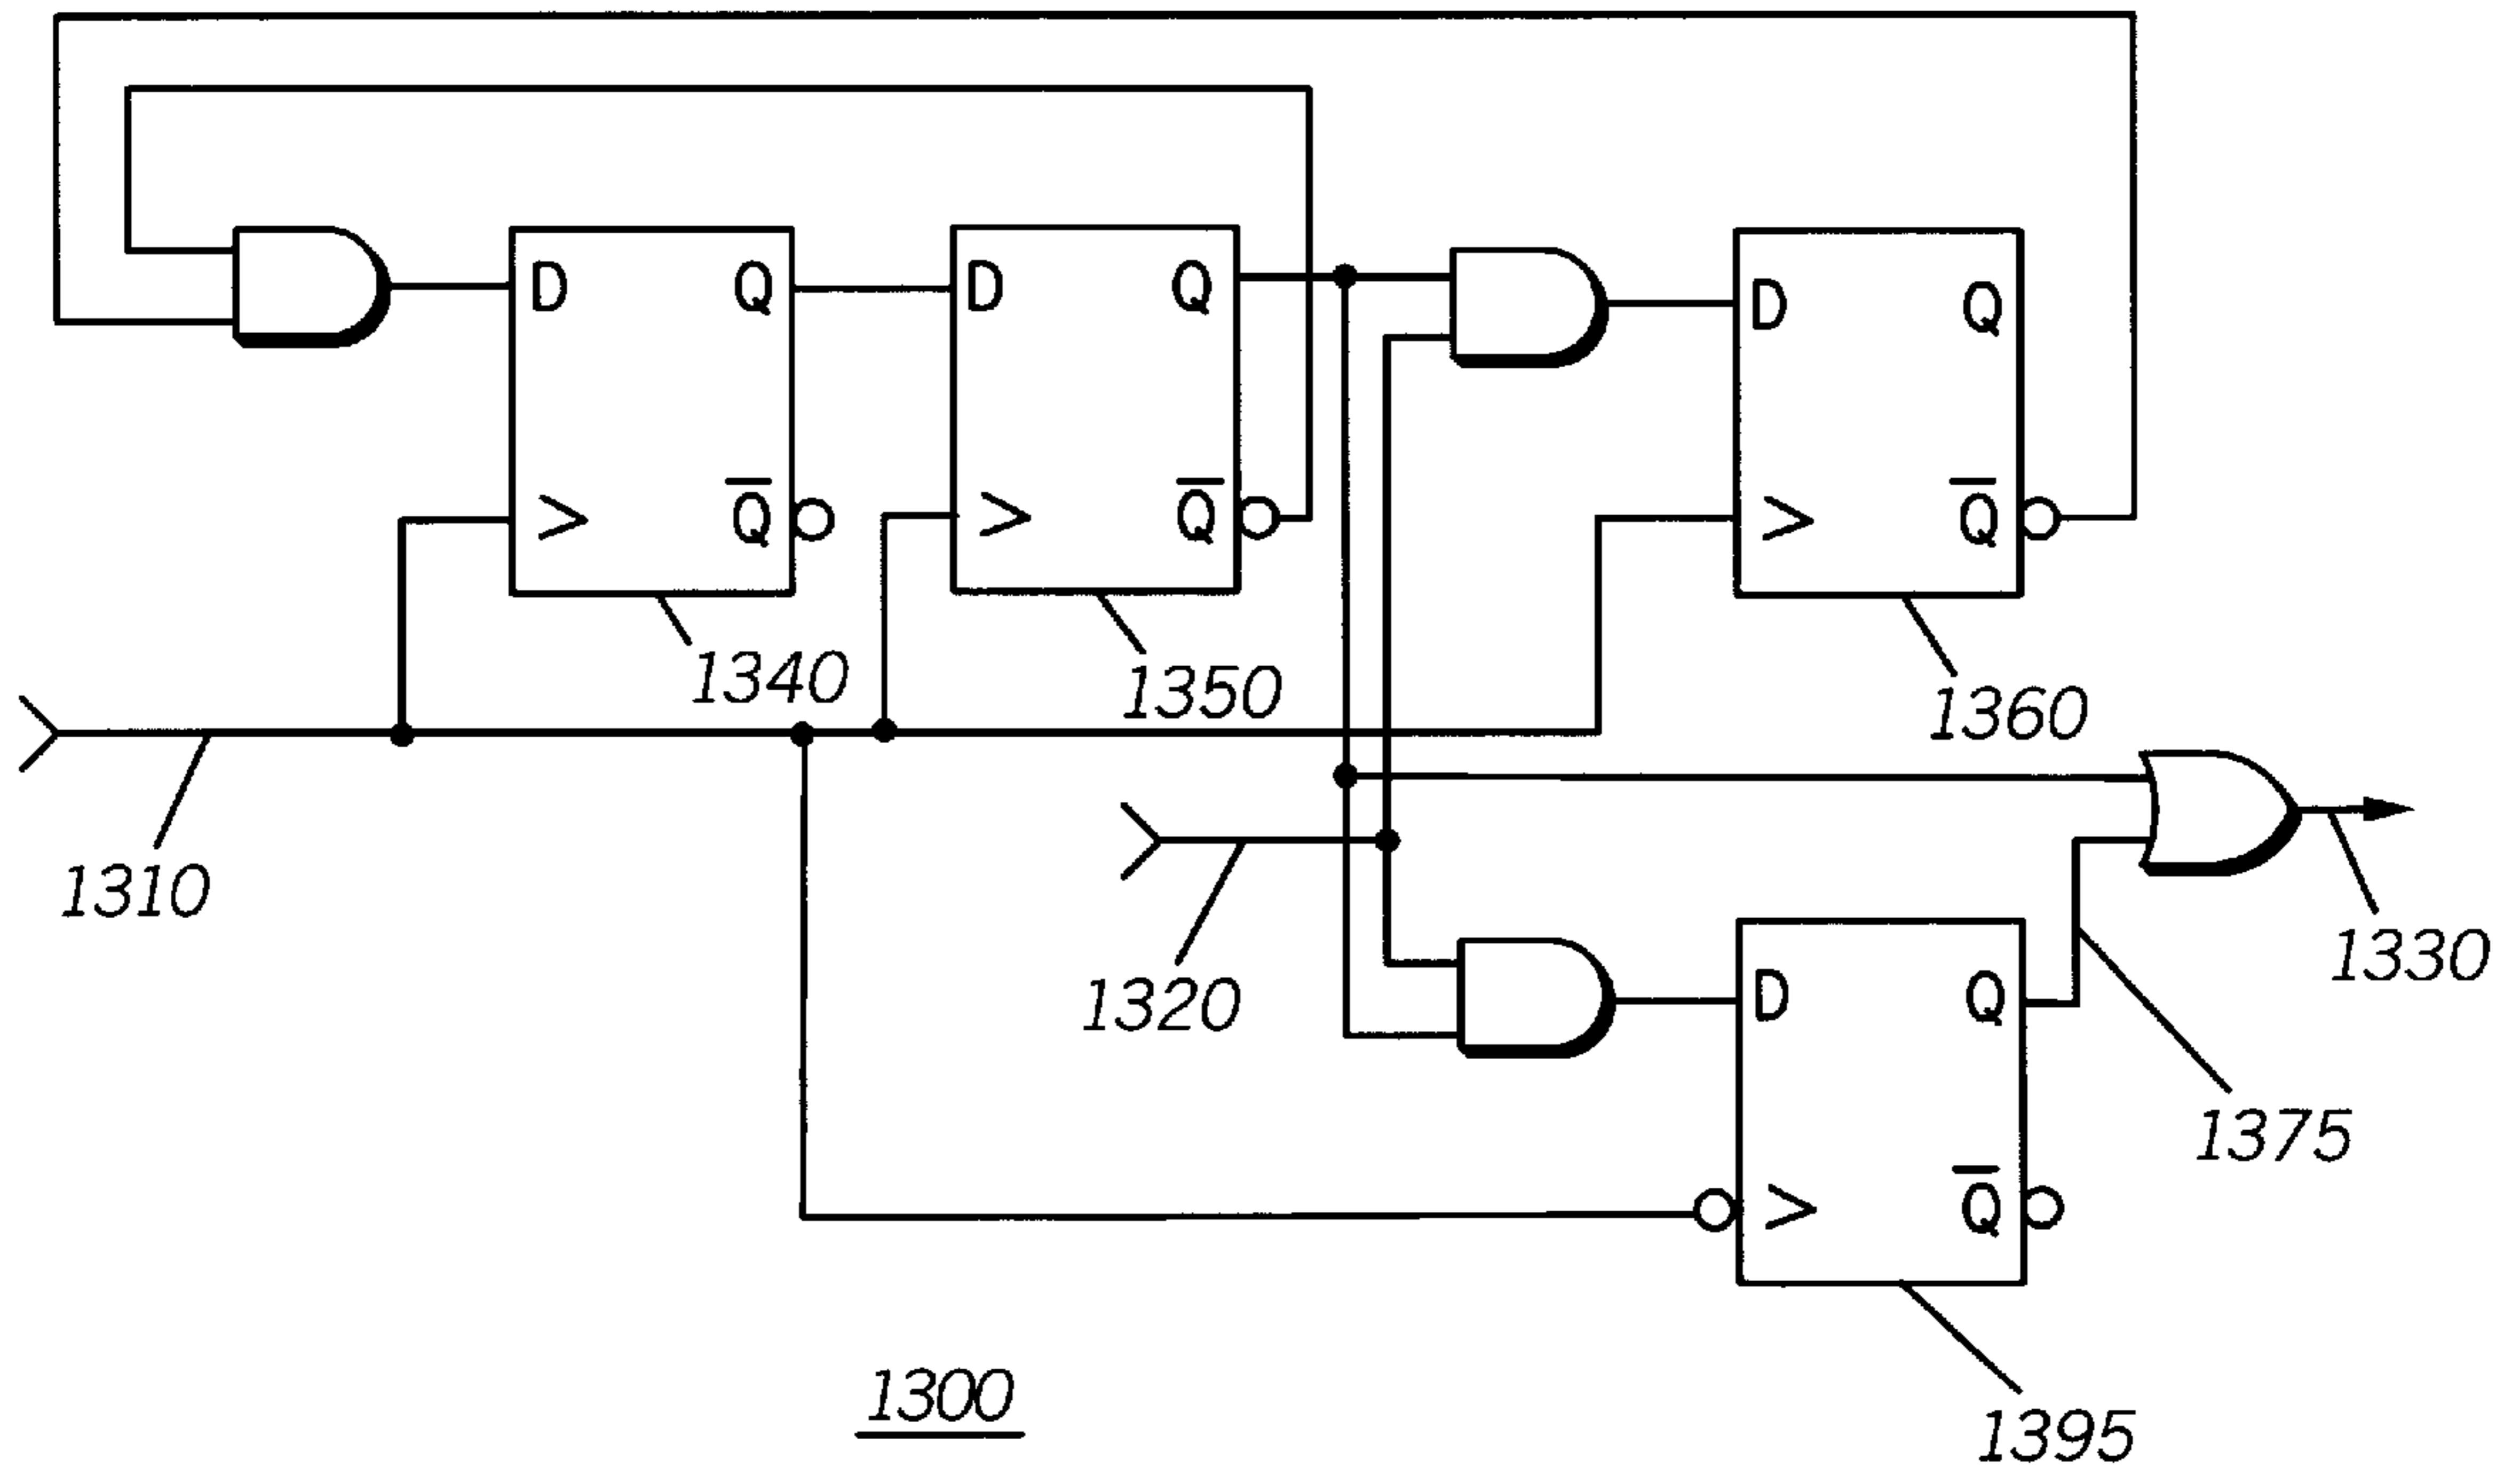 D Q D Q D Q
> Q̅ > Q̅ > Q̅
1340 1350 1360
1310 1320 1330
D Q
1375
> Q̅
1300 1395